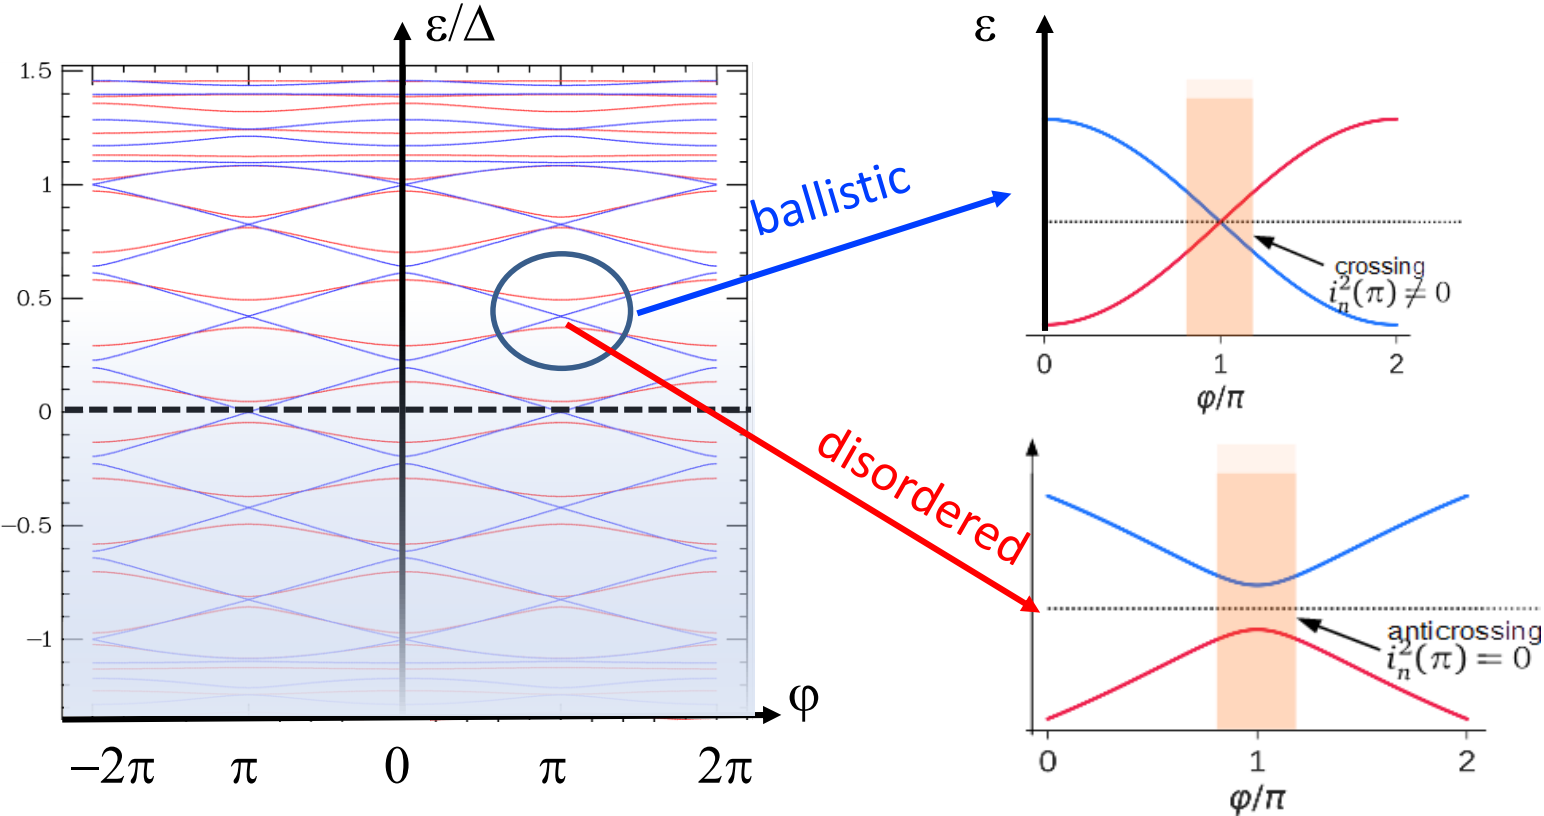 ε/Δ
1.5
1
0.5
0
−0.5
−1
−2π
π
0
π
2π
φ
ballistic
disordered
ε
crossing
i_n^2(π) ≠ 0
0
1
2
φ/π
anticrossing
i_n^2(π) = 0
0
1
2
φ/π